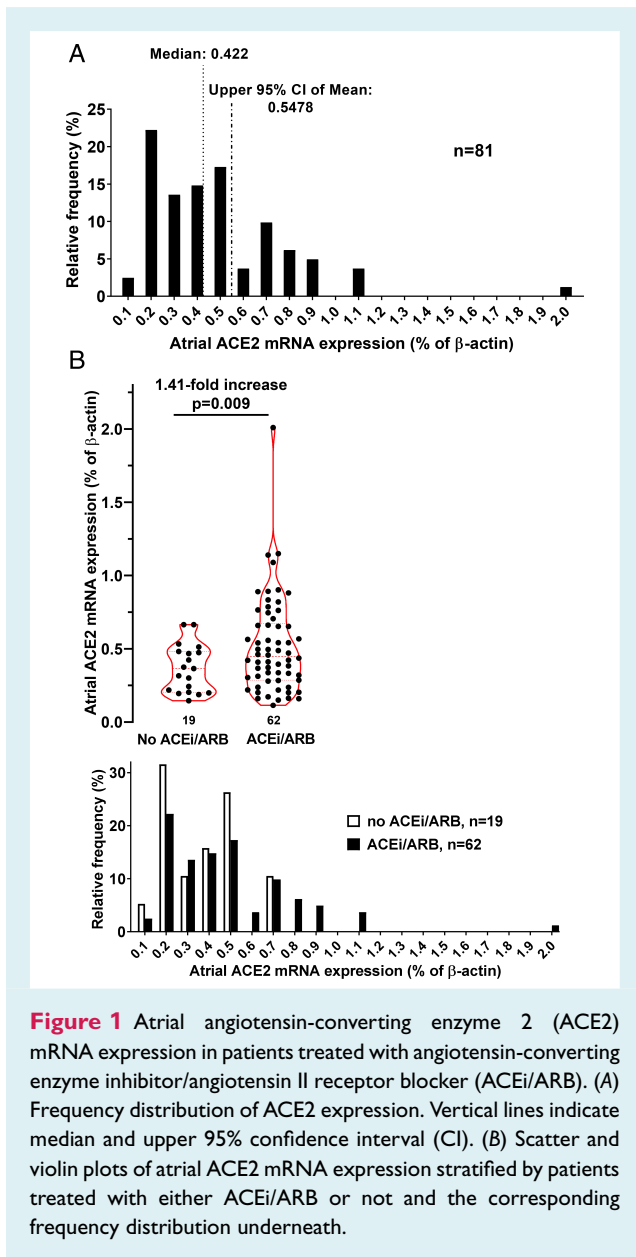 A
Median: 0.422
Upper 95% CI of Mean:
0.5478
n=81
Relative frequency (%)
25
20
15
10
5
0
0.1 0.2 0.3 0.4 0.5 0.6 0.7 0.8 0.9 1.0 1.1 1.2 1.3 1.4 1.5 1.6 1.7 1.8 1.9 2.0
Atrial ACE2 mRNA expression (% of β-actin)
B
1.41-fold increase
p=0.009
Atrial ACE2 mRNA expression (% of β-actin)
2.0
1.5
1.0
0.5
0.0
19 62
No ACEi/ARB ACEi/ARB
Relative frequency (%)
30
20
10
0
no ACEi/ARB, n=19
ACEi/ARB, n=62
0.1 0.2 0.3 0.4 0.5 0.6 0.7 0.8 0.9 1.0 1.1 1.2 1.3 1.4 1.5 1.6 1.7 1.8 1.9 2.0
Atrial ACE2 mRNA expression (% of β-actin)
Figure 1 Atrial angiotensin-converting enzyme 2 (ACE2)
mRNA expression in patients treated with angiotensin-converting
enzyme inhibitor/angiotensin II receptor blocker (ACEi/ARB). (A)
Frequency distribution of ACE2 expression. Vertical lines indicate
median and upper 95% confidence interval (CI). (B) Scatter and
violin plots of atrial ACE2 mRNA expression stratified by patients
treated with either ACEi/ARB or not and the corresponding
frequency distribution underneath.